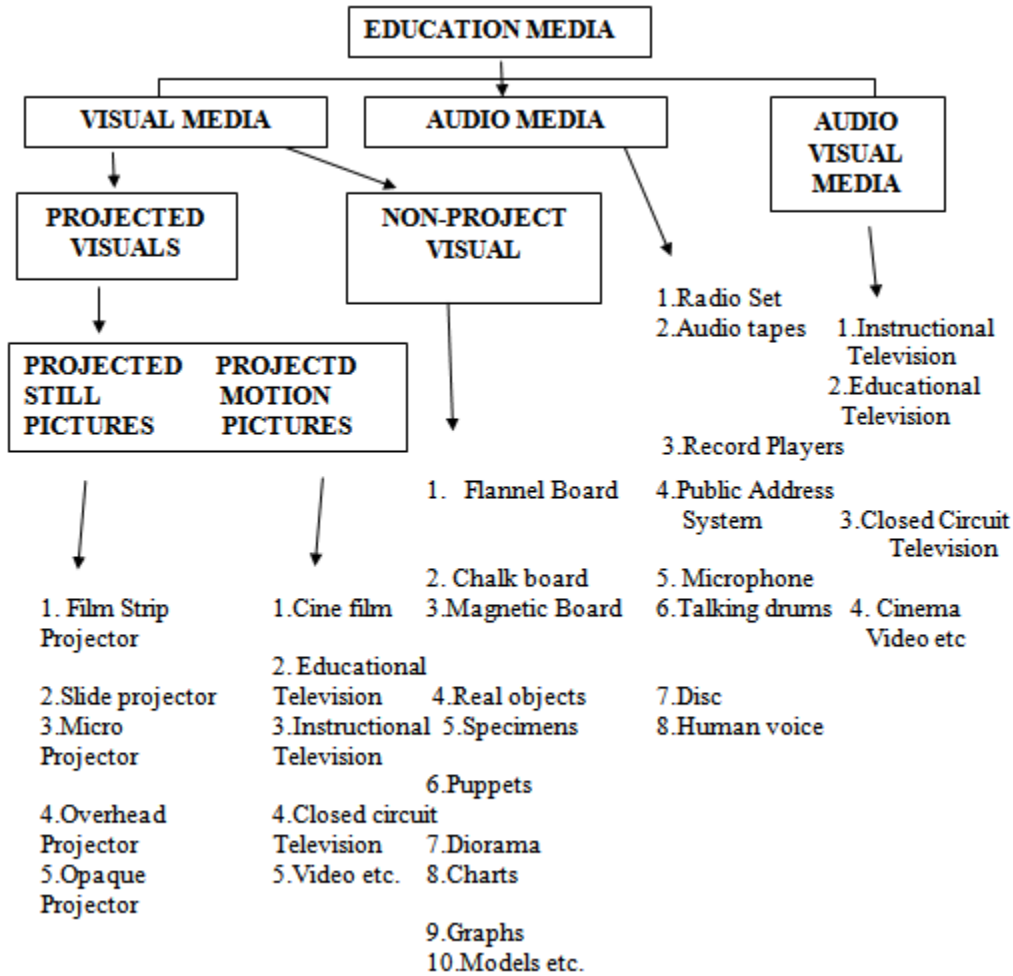 EDUCATION MEDIA
VISUAL MEDIA
AUDIO MEDIA
AUDIO
VISUAL
MEDIA
PROJECTED
VISUALS
NON-PROJECT
VISUAL
PROJECTED
STILL
PICTURES
PROJECTD
MOTION
PICTURES
1. Film Strip
Projector
2.Slide projector
3.Micro
Projector
4.Overhead
Projector
5.Opaque
Projector
1.Cine film
2. Educational
Television
3.Instructional
Television
4.Closed circuit
Television
5.Video etc.
1. Flannel Board
2. Chalk board
3.Magnetic Board
4.Real objects
5.Specimens
6.Puppets
7.Diorama
8.Charts
9.Graphs
10.Models etc.
1.Radio Set
2.Audio tapes
3.Record Players
4.Public Address
System
5. Microphone
6.Talking drums
7.Disc
8.Human voice
1.Instructional
Television
2.Educational
Television
3.Closed Circuit
Television
4. Cinema
Video etc